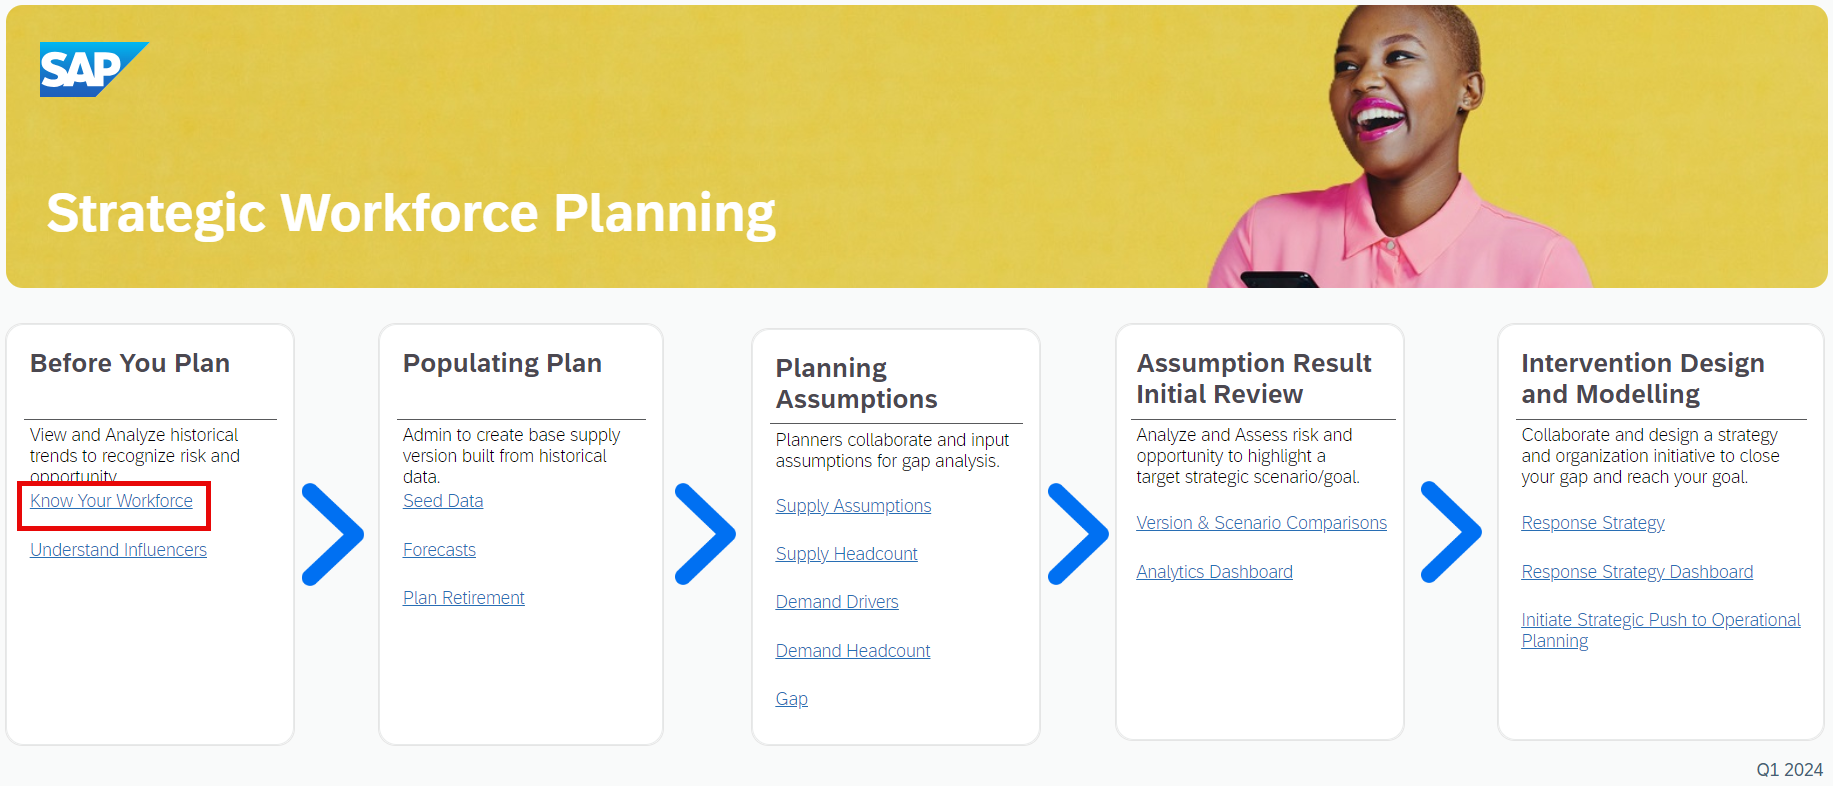 SAP
Strategic Workforce Planning
Before You Plan
View and Analyze historical
trends to recognize risk and
opportunity.
Know Your Workforce
Understand Influencers
Populating Plan
Admin to create base supply
version built from historical
data.
Seed Data
Forecasts
Plan Retirement
Planning
Assumptions
Planners collaborate and input
assumptions for gap analysis.
Supply Assumptions
Supply Headcount
Demand Drivers
Demand Headcount
Gap
Assumption Result
Initial Review
Analyze and Assess risk and
opportunity to highlight a
target strategic scenario/goal.
Version & Scenario Comparisons
Analytics Dashboard
Intervention Design
and Modelling
Collaborate and design a strategy
and organization initiative to close
your gap and reach your goal.
Response Strategy
Response Strategy Dashboard
Initiate Strategic Push to Operational
Planning
Q1 2024